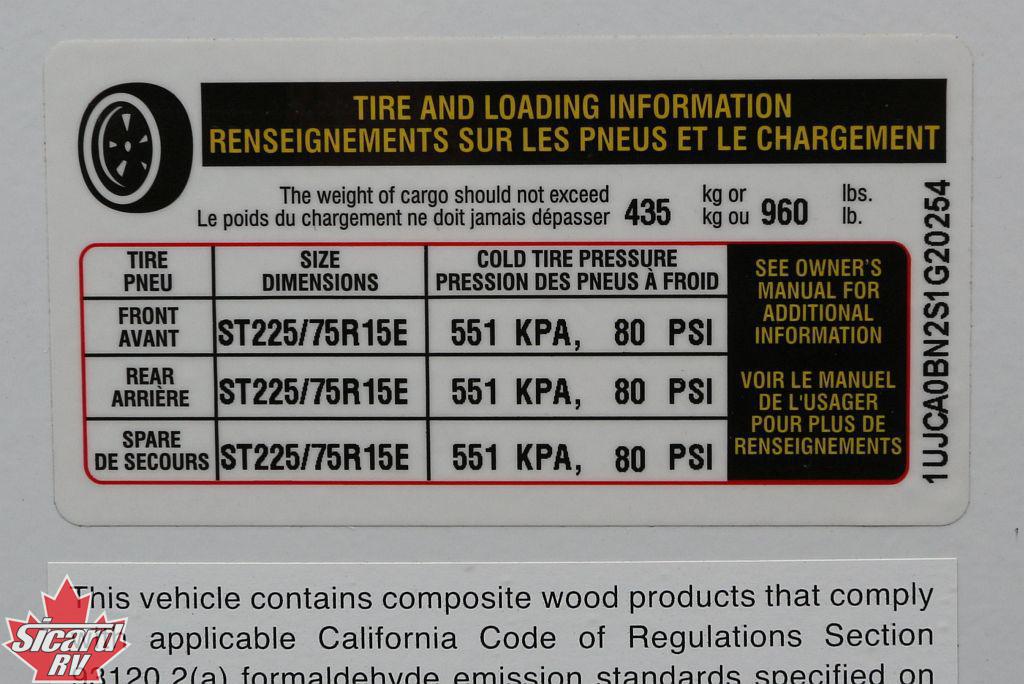 TIRE AND LOADING INFORMATION
RENSEIGNEMENTS SUR LES PNEUS ET LE CHARGEMENT
The weight of cargo should not exceed 435 kg or 960 lbs.
Le poids du chargement ne doit jamais dépasser kg ou lb.
TIRE SIZE COLD TIRE PRESSURE
PNEU DIMENSIONS PRESSION DES PNEUS À FROID
FRONT
AVANT
ST225/75R15E 551 KPA, 80 PSI
REAR
ARRIÈRE
ST225/75R15E 551 KPA, 80 PSI
SPARE
DE SECOURS
ST225/75R15E 551 KPA, 80 PSI
SEE OWNER'S
MANUAL FOR
ADDITIONAL
INFORMATION
VOIR LE MANUEL
DE L'USAGER
POUR PLUS DE
RENSEIGNEMENTS
1UJCA0BN2S1G20254
This vehicle contains composite wood products that comply
applicable California Code of Regulations Section
93120.2(a) formaldehyde emission standards specified on
Sicard
RV